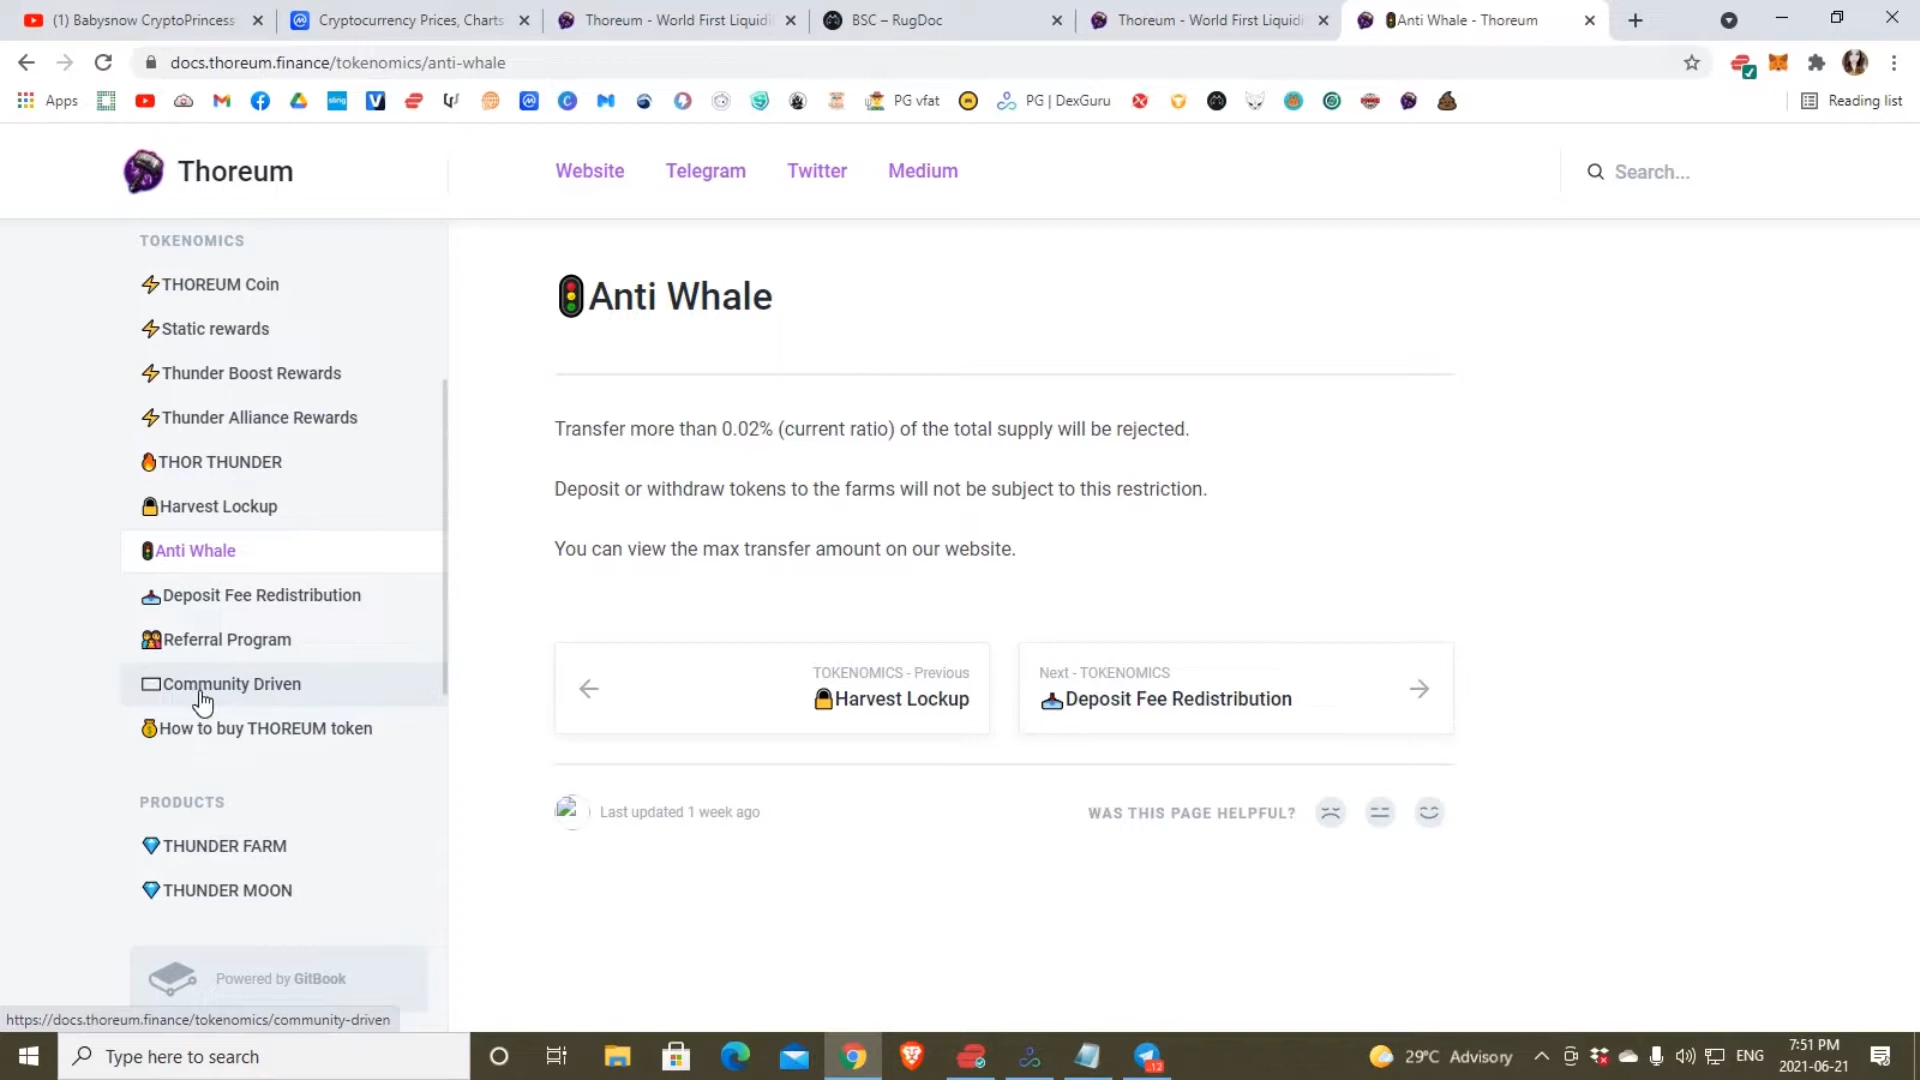 (1) Babysnow CryptoPrincess
Cryptocurrency Prices, Charts
Thoreum - World First Liquidi
BSC – RugDoc
Thoreum - World First Liquidi
Anti Whale - Thoreum
docs.thoreum.finance/tokenomics/anti-whale
Apps
PG vfat
PG | DexGuru
Reading list
Thoreum
Website
Telegram
Twitter
Medium
Search...
TOKENOMICS
THOREUM Coin
Static rewards
Thunder Boost Rewards
Thunder Alliance Rewards
THOR THUNDER
Harvest Lockup
Anti Whale
Deposit Fee Redistribution
Referral Program
Community Driven
How to buy THOREUM token
PRODUCTS
THUNDER FARM
THUNDER MOON
Powered by GitBook
https://docs.thoreum.finance/tokenomics/community-driven
Anti Whale
Transfer more than 0.02% (current ratio) of the total supply will be rejected.
Deposit or withdraw tokens to the farms will not be subject to this restriction.
You can view the max transfer amount on our website.
TOKENOMICS - Previous
Harvest Lockup
Next - TOKENOMICS
Deposit Fee Redistribution
Last updated 1 week ago
WAS THIS PAGE HELPFUL?
Type here to search
29°C Advisory
ENG
7:51 PM
2021-06-21